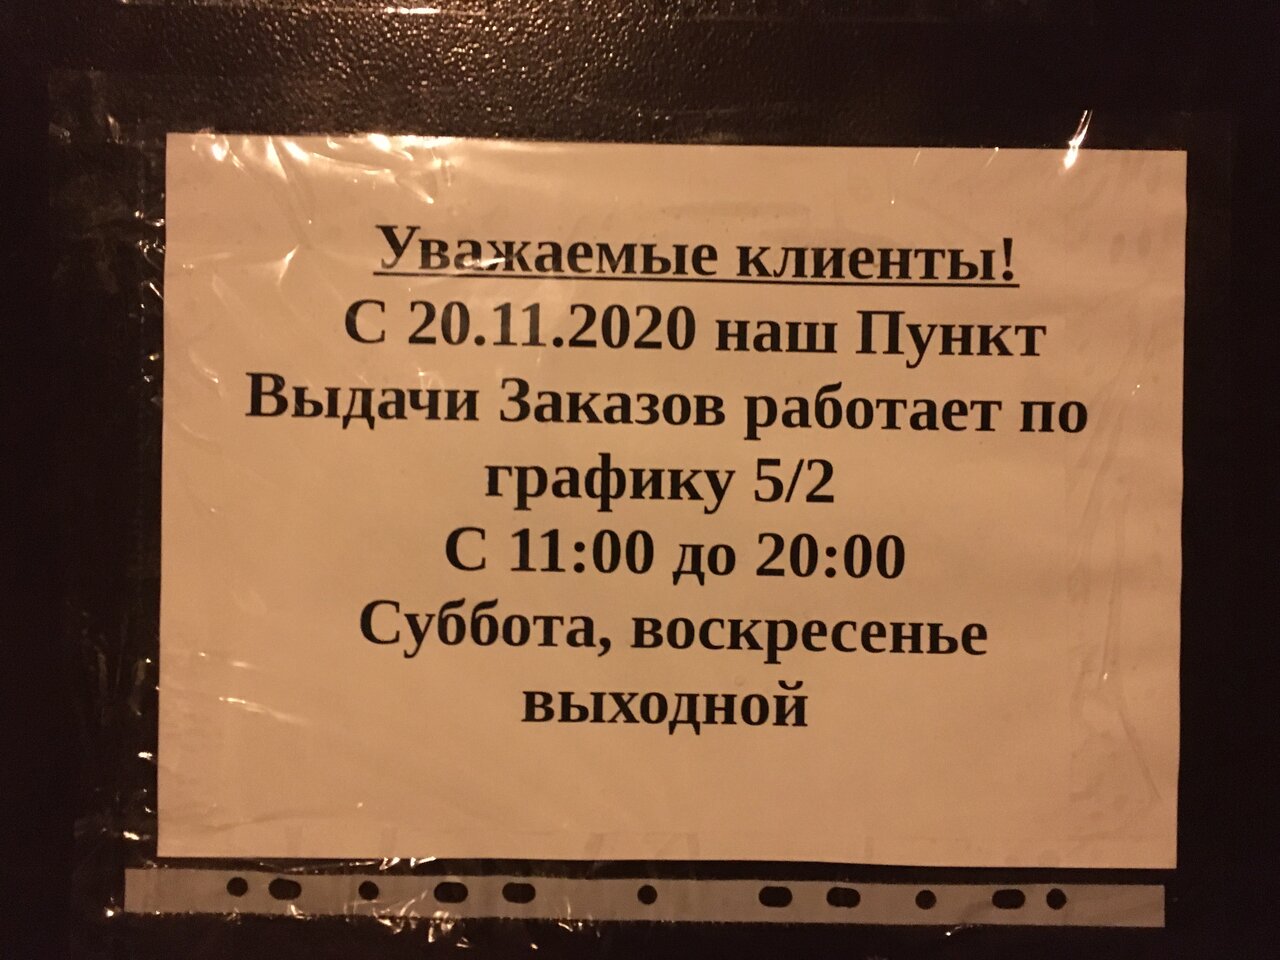 Уважаемые клиенты!
С 20.11.2020 наш Пункт
Выдачи Заказов работает по
графику 5/2
С 11:00 до 20:00
Суббота, воскресенье
выходной